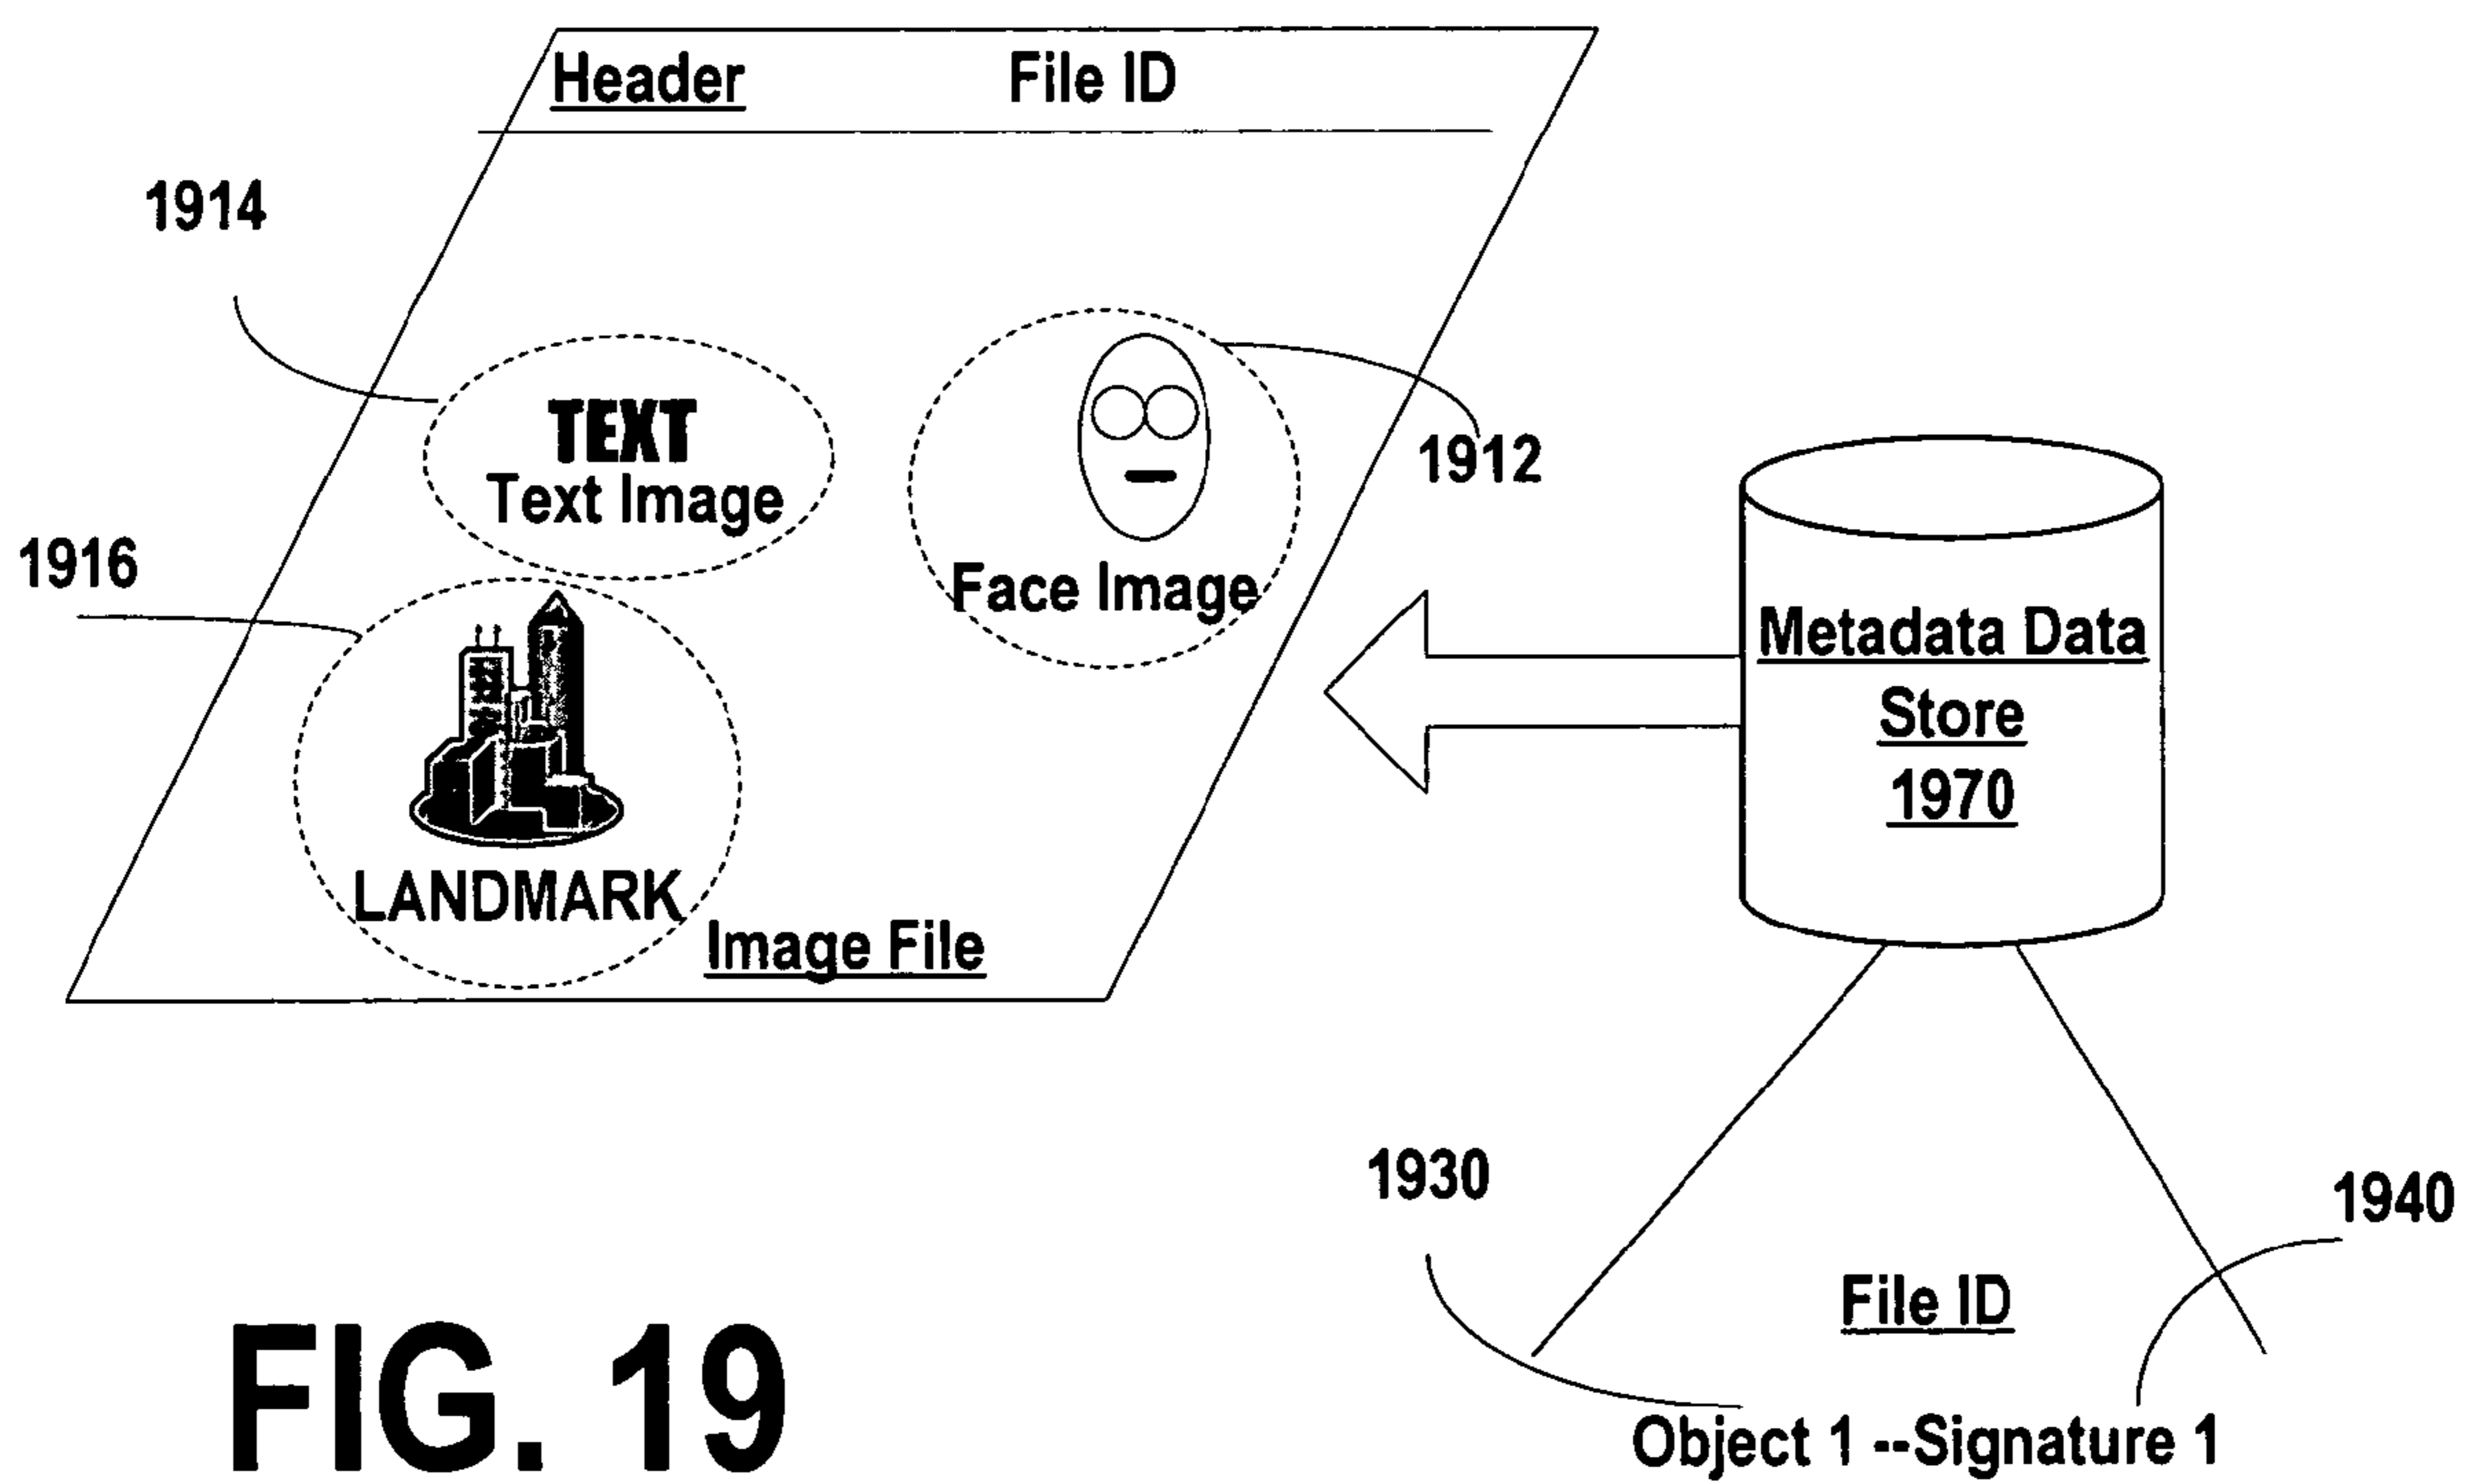 Header File ID
1914
TEXT
Text Image
1912
Face Image
1916
LANDMARK
Image File
Metadata Data
Store
1970
1930
1940
File ID
Object 1 --Signature 1
FIG. 19